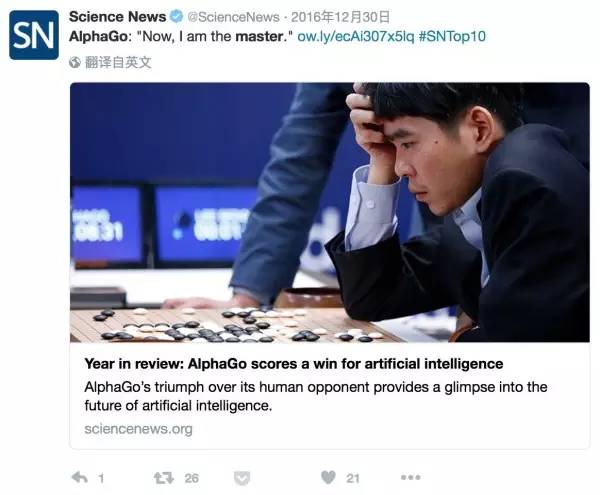 SN
Science News @ScienceNews · 2016年12月30日
AlphaGo: "Now, I am the master." ow.ly/ecAi307x5lq #SNTop10
翻译自英文
Year in review: AlphaGo scores a win for artificial intelligence
AlphaGo's triumph over its human opponent provides a glimpse into the
future of artificial intelligence.
sciencenews.org
1 26 21